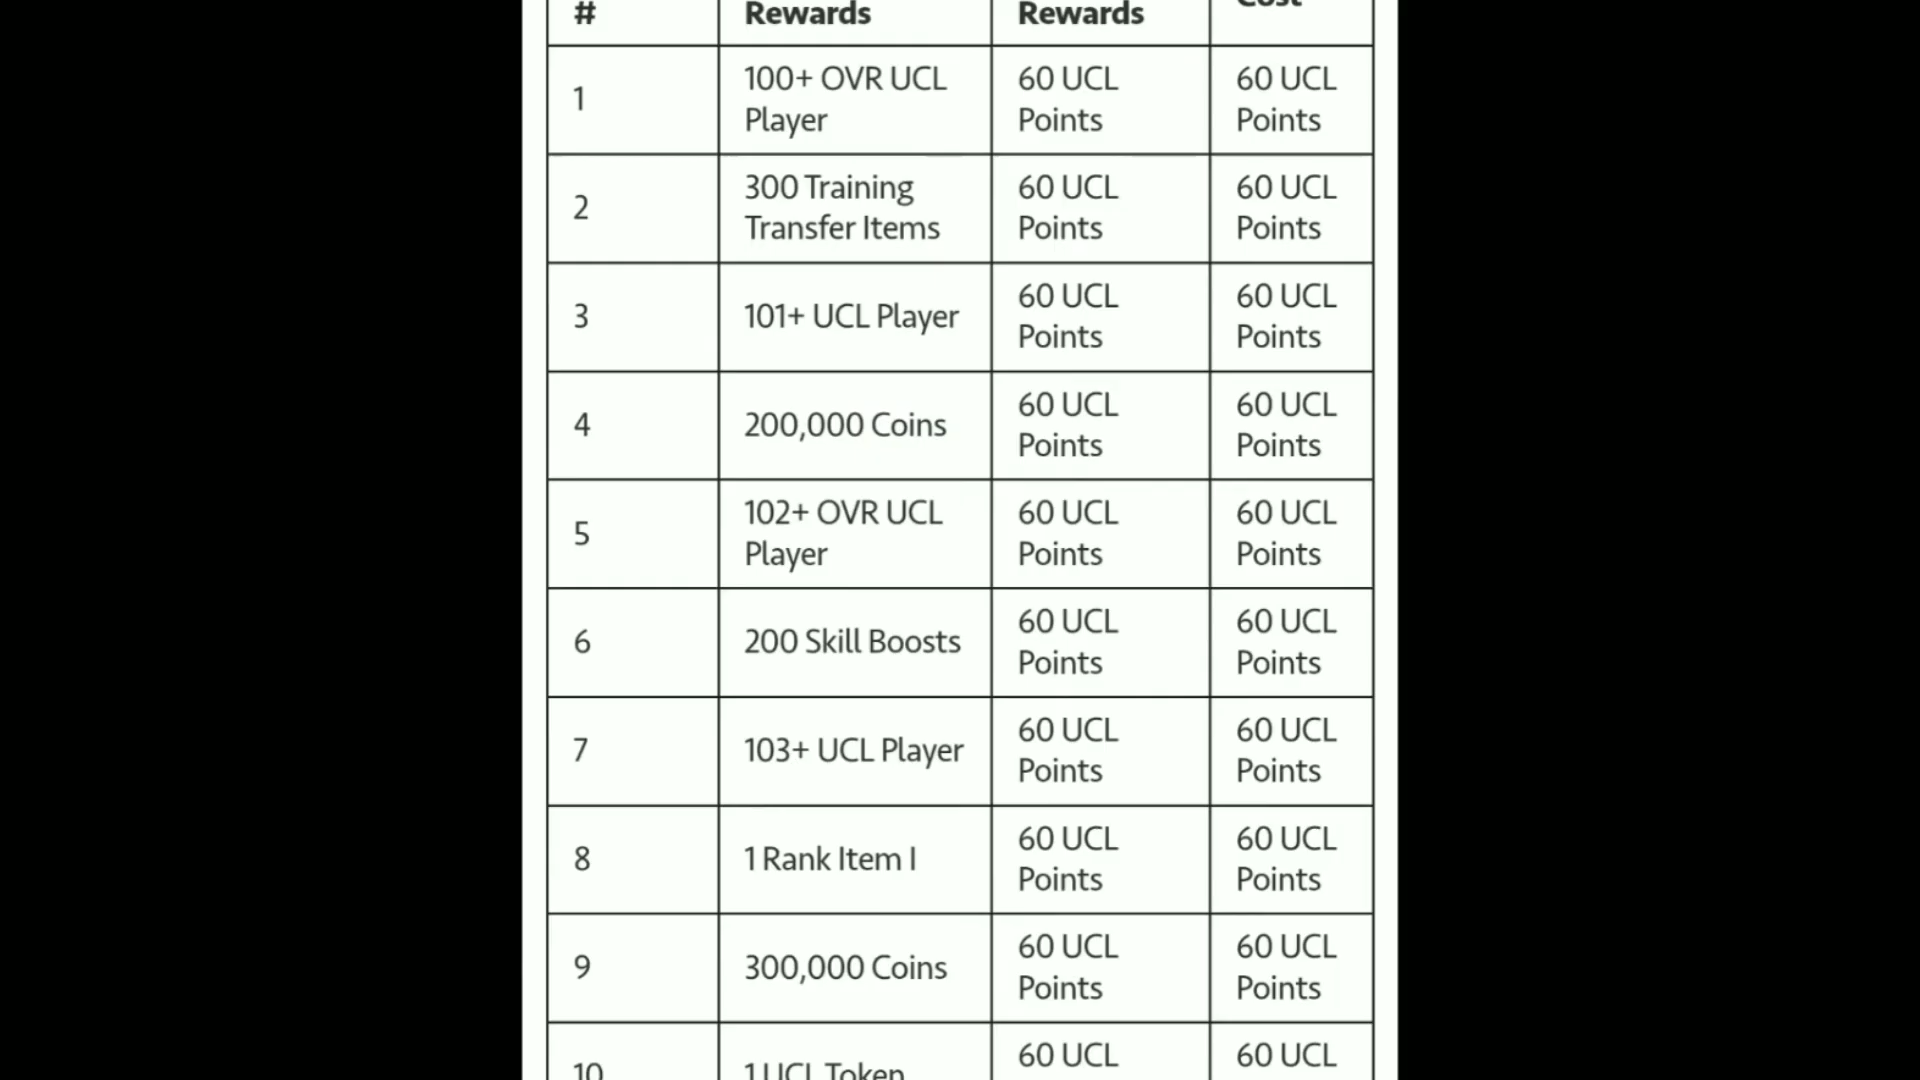 # Rewards Rewards Cost
1 100+ OVR UCL Player 60 UCL Points 60 UCL Points
2 300 Training Transfer Items 60 UCL Points 60 UCL Points
3 101+ UCL Player 60 UCL Points 60 UCL Points
4 200,000 Coins 60 UCL Points 60 UCL Points
5 102+ OVR UCL Player 60 UCL Points 60 UCL Points
6 200 Skill Boosts 60 UCL Points 60 UCL Points
7 103+ UCL Player 60 UCL Points 60 UCL Points
8 1 Rank Item I 60 UCL Points 60 UCL Points
9 300,000 Coins 60 UCL Points 60 UCL Points
10 1 UCL Token 60 UCL 60 UCL